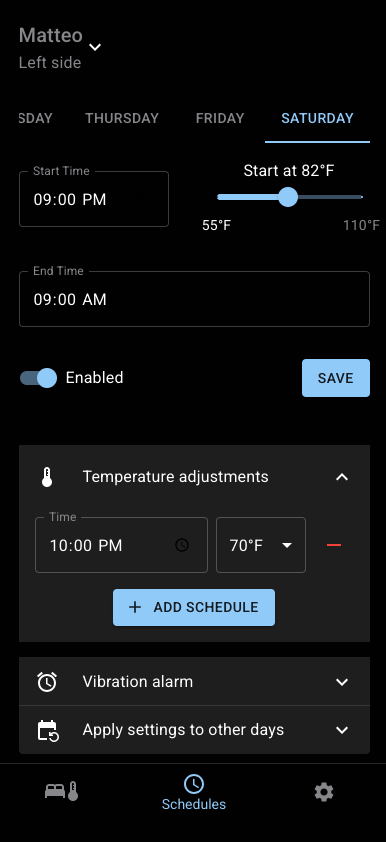 Matteo
Left side
SDAY THURSDAY FRIDAY SATURDAY
Start Time
09:00 PM
Start at 82°F
55°F 110°F
End Time
09:00 AM
Enabled
SAVE
Temperature adjustments
Time
10:00 PM
70°F
+ ADD SCHEDULE
Vibration alarm
Apply settings to other days
Schedules